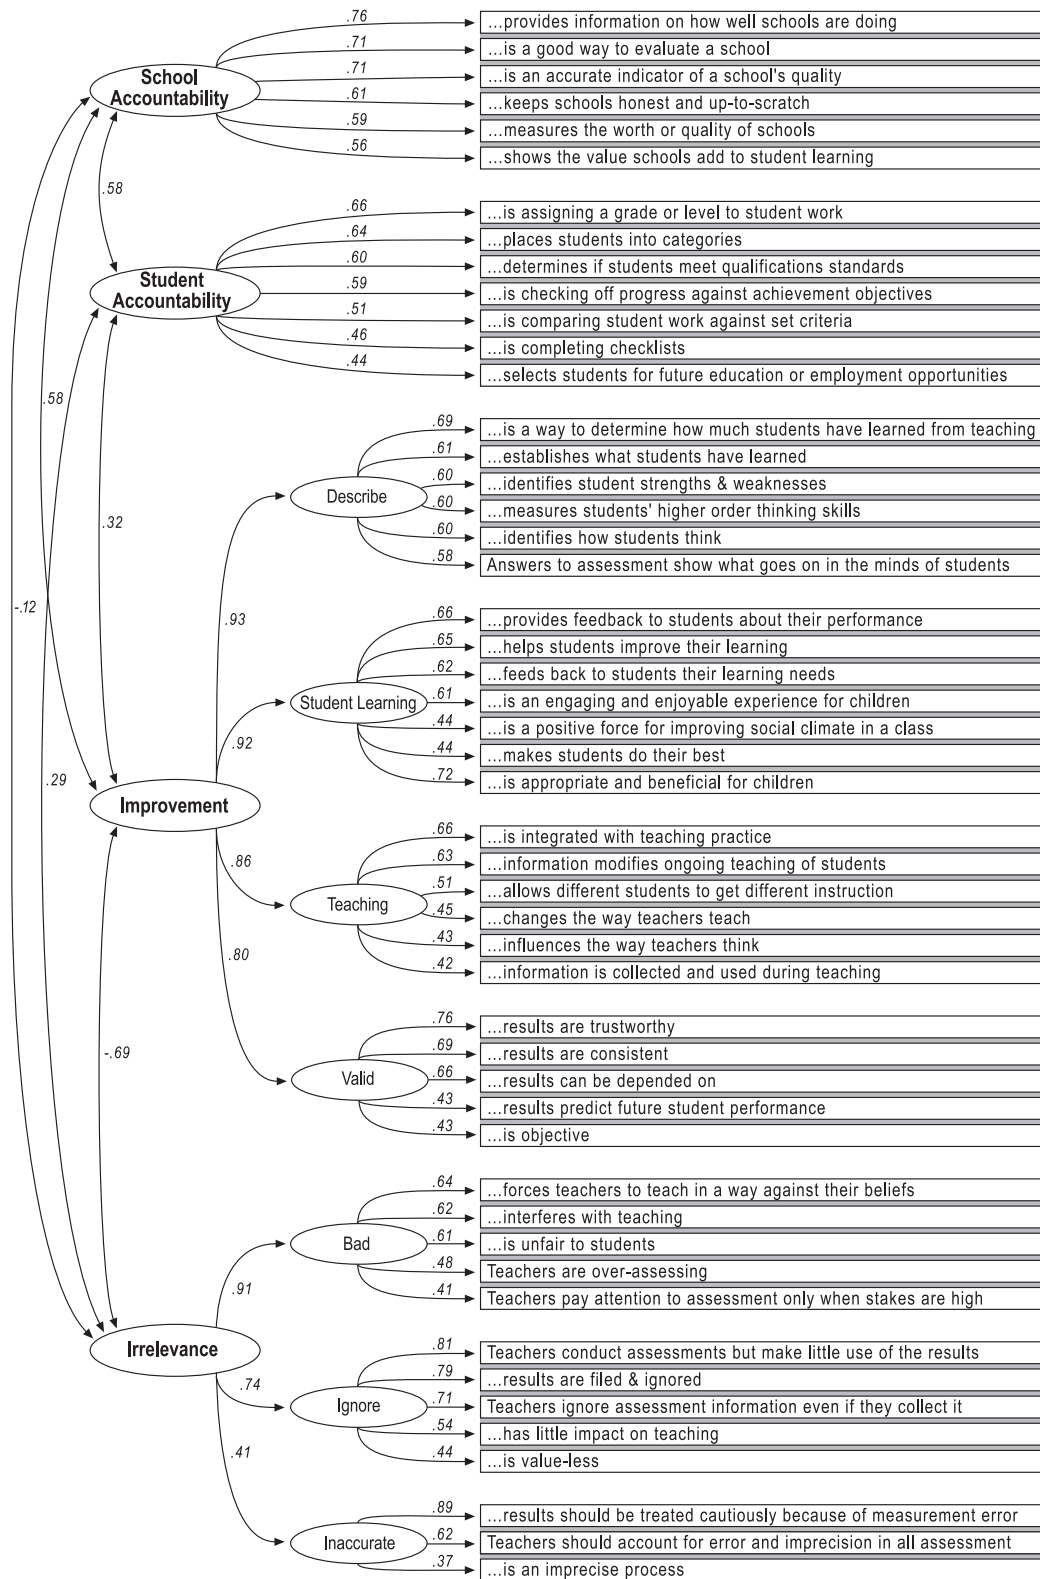 .76
...provides information on how well schools are doing
.71
...is a good way to evaluate a school
.71
...is an accurate indicator of a school's quality
School
Accountability
.61
...keeps schools honest and up-to-scratch
.59
...measures the worth or quality of schools
.56
...shows the value schools add to student learning
.58
.66
...is assigning a grade or level to student work
.64
...places students into categories
.60
...determines if students meet qualifications standards
Student
Accountability
.59
...is checking off progress against achievement objectives
.51
...is comparing student work against set criteria
.46
...is completing checklists
.44
...selects students for future education or employment opportunities
.58
.69
...is a way to determine how much students have learned from teaching
.61
...establishes what students have learned
.60
...identifies student strengths & weaknesses
Describe
.60
...measures students' higher order thinking skills
.60
...identifies how students think
.58
Answers to assessment show what goes on in the minds of students
.32
-.12
.93
.66
...provides feedback to students about their performance
.65
...helps students improve their learning
.62
...feeds back to students their learning needs
Student Learning
.61
...is an engaging and enjoyable experience for children
.44
...is a positive force for improving social climate in a class
.44
...makes students do their best
.72
...is appropriate and beneficial for children
.92
.29
Improvement
.86
.66
...is integrated with teaching practice
.63
...information modifies ongoing teaching of students
.51
...allows different students to get different instruction
Teaching
.45
...changes the way teachers teach
.43
...influences the way teachers think
.42
...information is collected and used during teaching
.80
.76
...results are trustworthy
.69
...results are consistent
Valid
.66
...results can be depended on
.43
...results predict future student performance
.43
...is objective
-.69
.64
...forces teachers to teach in a way against their beliefs
.62
...interferes with teaching
Bad
.61
...is unfair to students
.48
Teachers are over-assessing
.41
Teachers pay attention to assessment only when stakes are high
.91
Irrelevance
.74
.81
Teachers conduct assessments but make little use of the results
.79
...results are filed & ignored
Ignore
.71
Teachers ignore assessment information even if they collect it
.54
...has little impact on teaching
.44
...is value-less
.41
.89
...results should be treated cautiously because of measurement error
Inaccurate
.62
Teachers should account for error and imprecision in all assessment
.37
...is an imprecise process